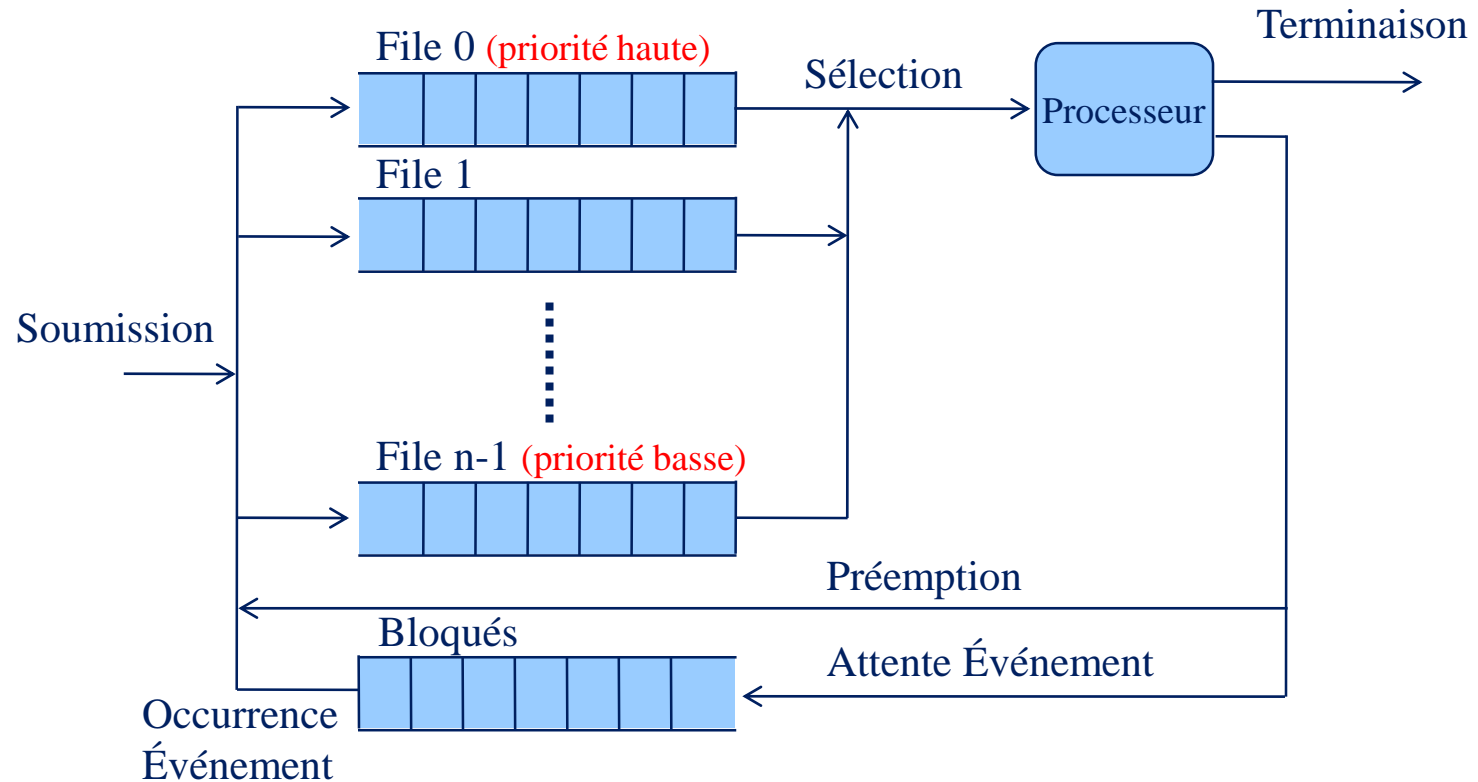 Terminaison
File 0 (priorité haute)
Sélection
Processeur
File 1
Soumission
File n-1 (priorité basse)
Préemption
Bloqués
Attente Événement
Occurrence
Événement